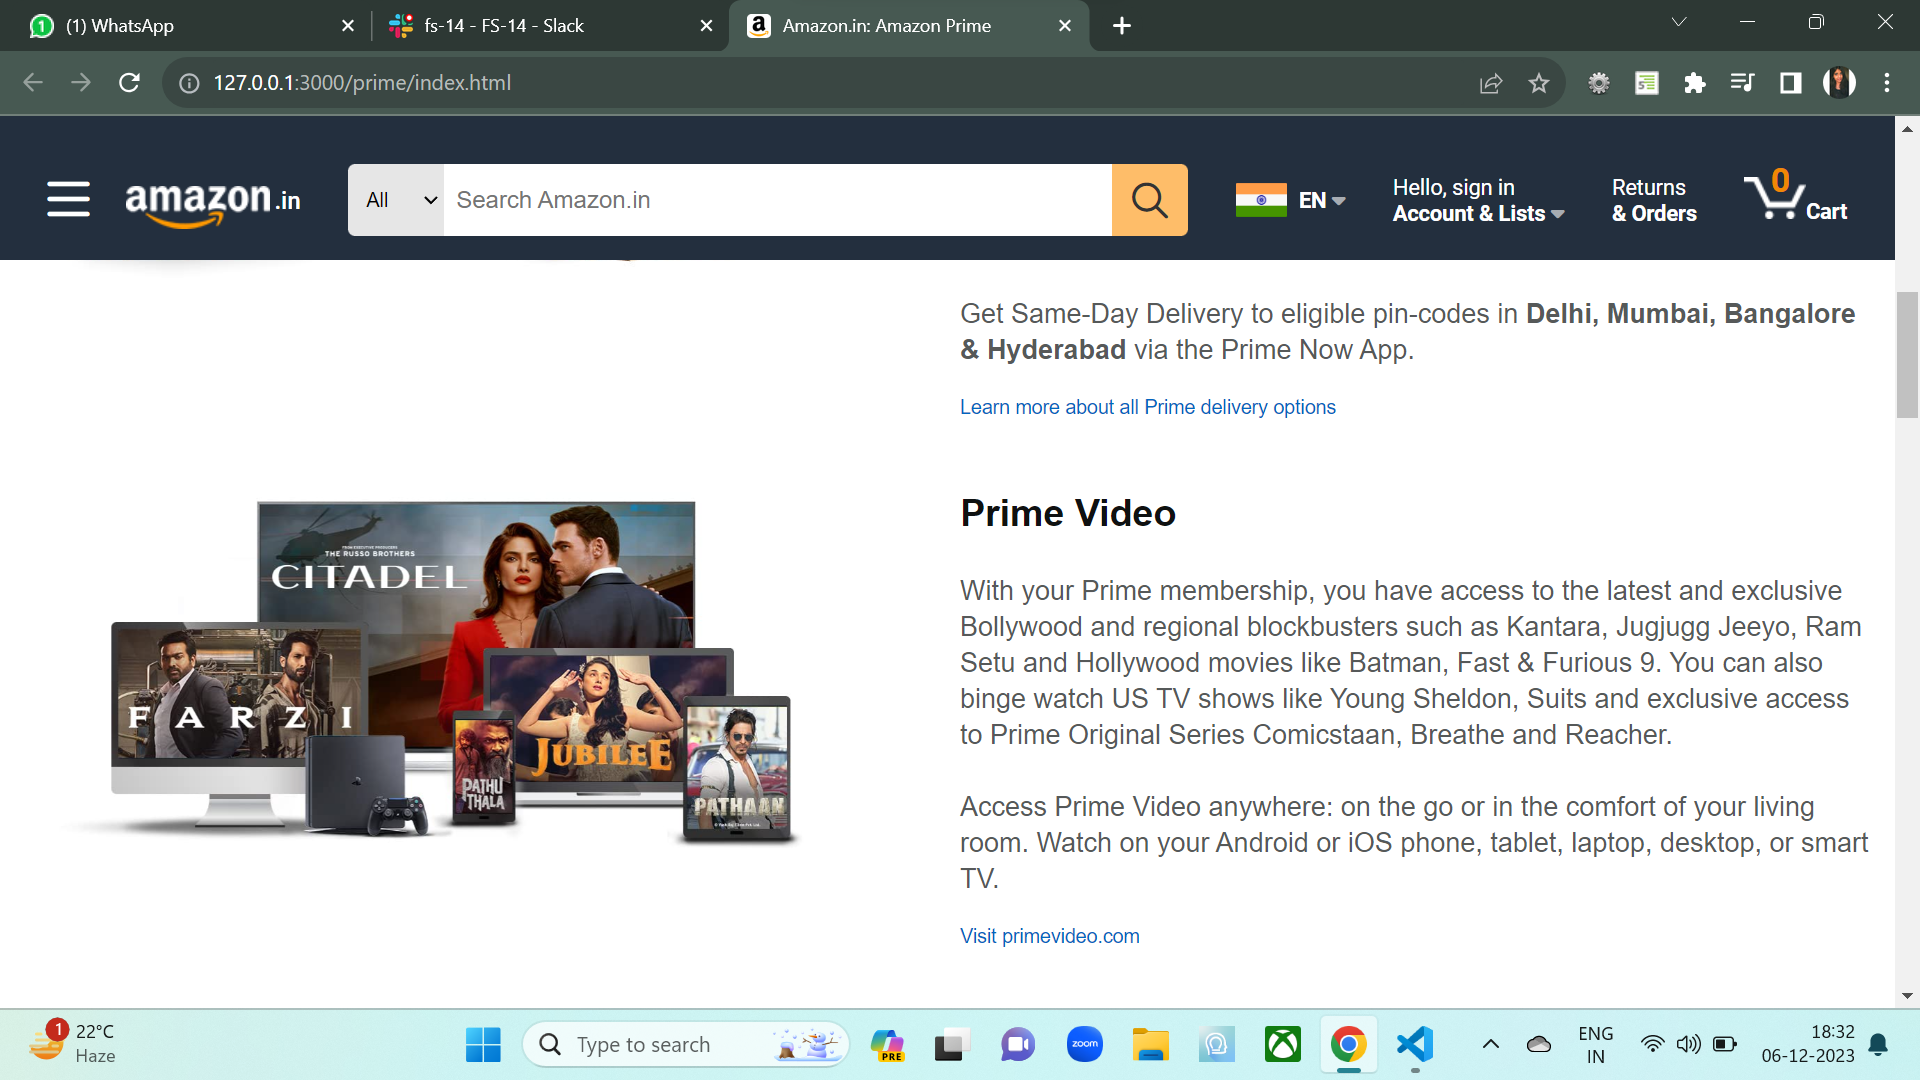 (1) WhatsApp
fs-14 - FS-14 - Slack
Amazon.in: Amazon Prime
127.0.0.1:3000/prime/index.html
amazon.in
All
Search Amazon.in
EN
Hello, sign in
Account & Lists
Returns
& Orders
0
Cart
Get Same-Day Delivery to eligible pin-codes in Delhi, Mumbai, Bangalore
& Hyderabad via the Prime Now App.
Learn more about all Prime delivery options
THE RUSSO BROTHERS
CITADEL
FARZI
PATHU
THALA
JUBILEE
PATHAAN
Prime Video
With your Prime membership, you have access to the latest and exclusive
Bollywood and regional blockbusters such as Kantara, Jugjugg Jeeyo, Ram
Setu and Hollywood movies like Batman, Fast & Furious 9. You can also
binge watch US TV shows like Young Sheldon, Suits and exclusive access
to Prime Original Series Comicstaan, Breathe and Reacher.
Access Prime Video anywhere: on the go or in the comfort of your living
room. Watch on your Android or iOS phone, tablet, laptop, desktop, or smart
TV.
Visit primevideo.com
1
22°C
Haze
Type to search
PRE
zoom
ENG
IN
18:32
06-12-2023